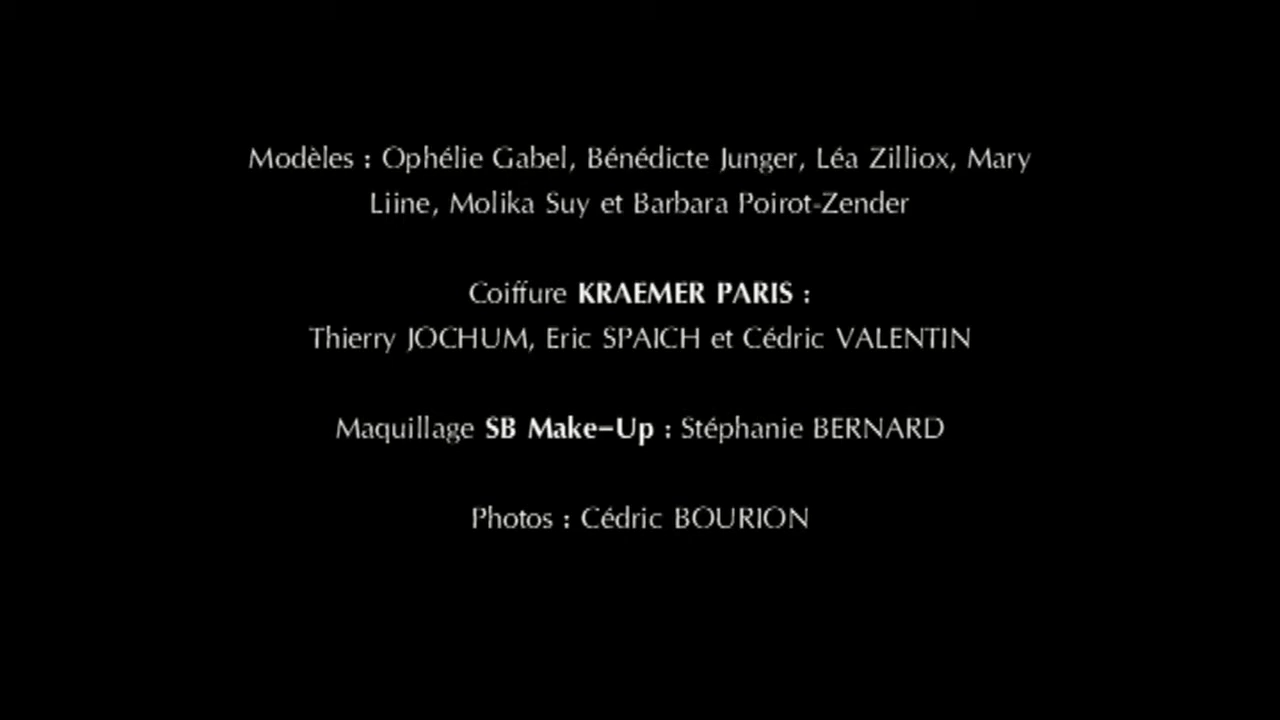 Modèles : Ophélie Gabel, Bénédicte Junger, Léa Zilliox, Mary
Liine, Molika Suy et Barbara Poirot-Zender
Coiffure KRAEMER PARIS :
Thierry JOCHUM, Eric SPAICH et Cédric VALENTIN
Maquillage SB Make-Up : Stéphanie BERNARD
Photos : Cédric BOURION